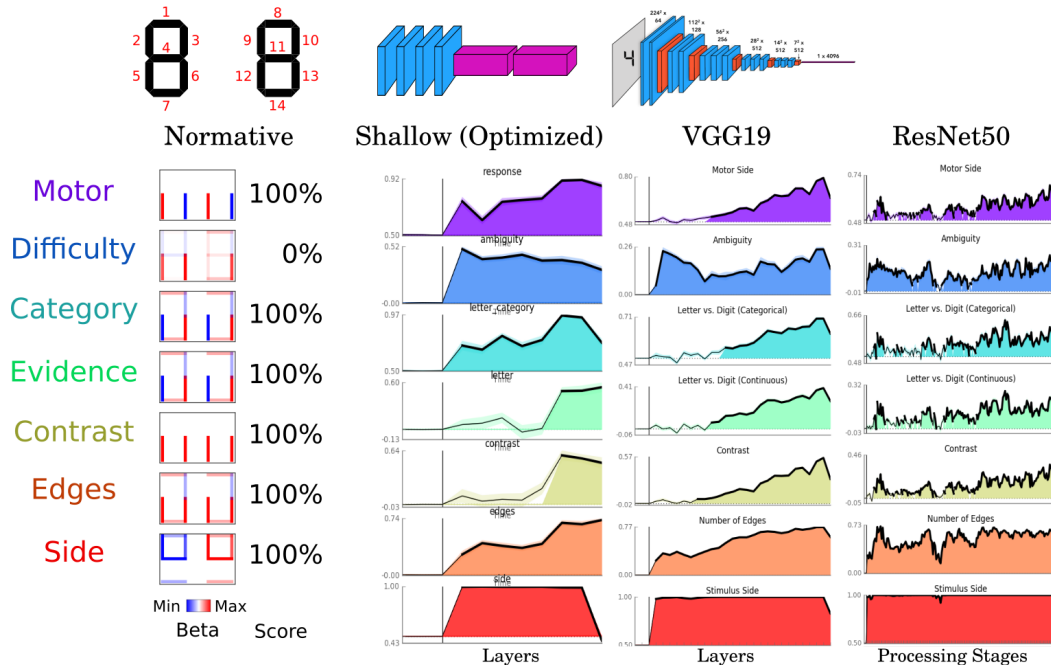 1
2
3
4
5
6
7
8
9
10
11
12
13
14
4
224² x
64
112² x
128
56² x
256
28² x
512
14² x
512
7² x
512
1 x 4096
Normative
Shallow (Optimized)
VGG19
ResNet50
Motor
100%
Difficulty
0%
Category
100%
Evidence
100%
Contrast
100%
Edges
100%
Side
100%
Min
Max
Beta
Score
response
0.92
0.50
Time
ambiguity
0.52
-0.00
Time
letter_category
0.97
0.50
Time
letter
0.60
-0.13
Time
contrast
0.64
-0.03
Time
edges
0.74
0.00
Time
side
1.00
0.43
Layers
Motor Side
0.80
0.48
Ambiguity
0.26
0.00
Letter vs. Digit (Categorical)
0.71
0.47
Letter vs. Digit (Continuous)
0.41
-0.06
Contrast
0.57
-0.02
Number of Edges
0.77
0.00
Stimulus Side
1.00
0.50
Layers
Motor Side
0.74
0.48
Ambiguity
0.31
-0.01
Letter vs. Digit (Categorical)
0.66
0.48
Letter vs. Digit (Continuous)
0.32
-0.03
Contrast
0.46
-0.05
Number of Edges
0.73
0.00
Stimulus Side
1.00
0.50
Processing Stages